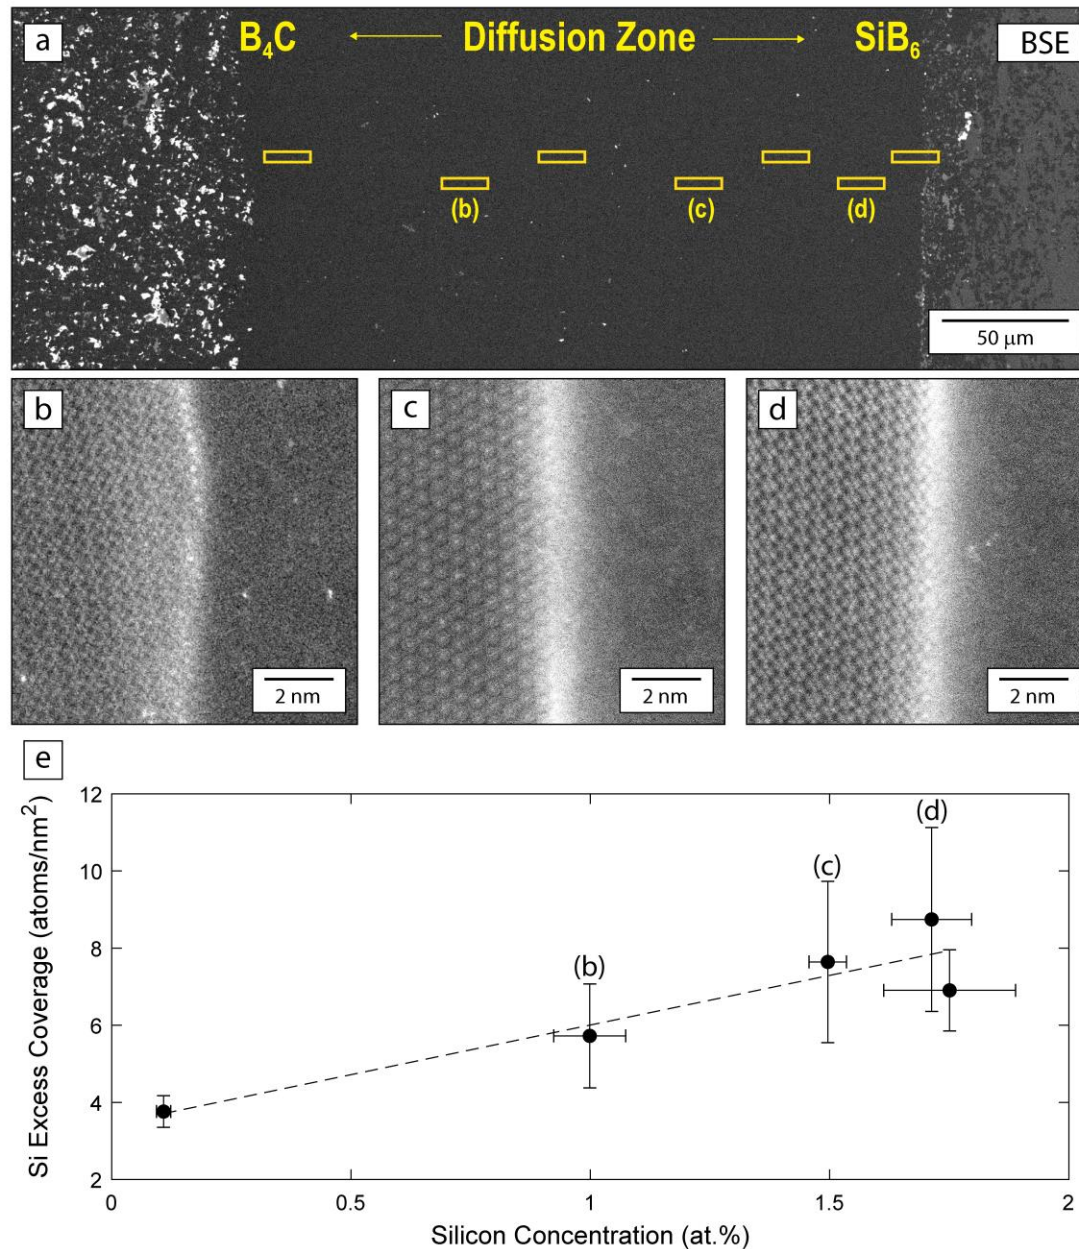 a
B₄C ← Diffusion Zone → SiB₆
BSE
(b)
(c)
(d)
50 μm
b
c
d
2 nm
2 nm
2 nm
e
Si Excess Coverage (atoms/nm²)
12
10
8
6
4
2
(b)
(c)
(d)
0
0.5
1
1.5
2
Silicon Concentration (at.%)